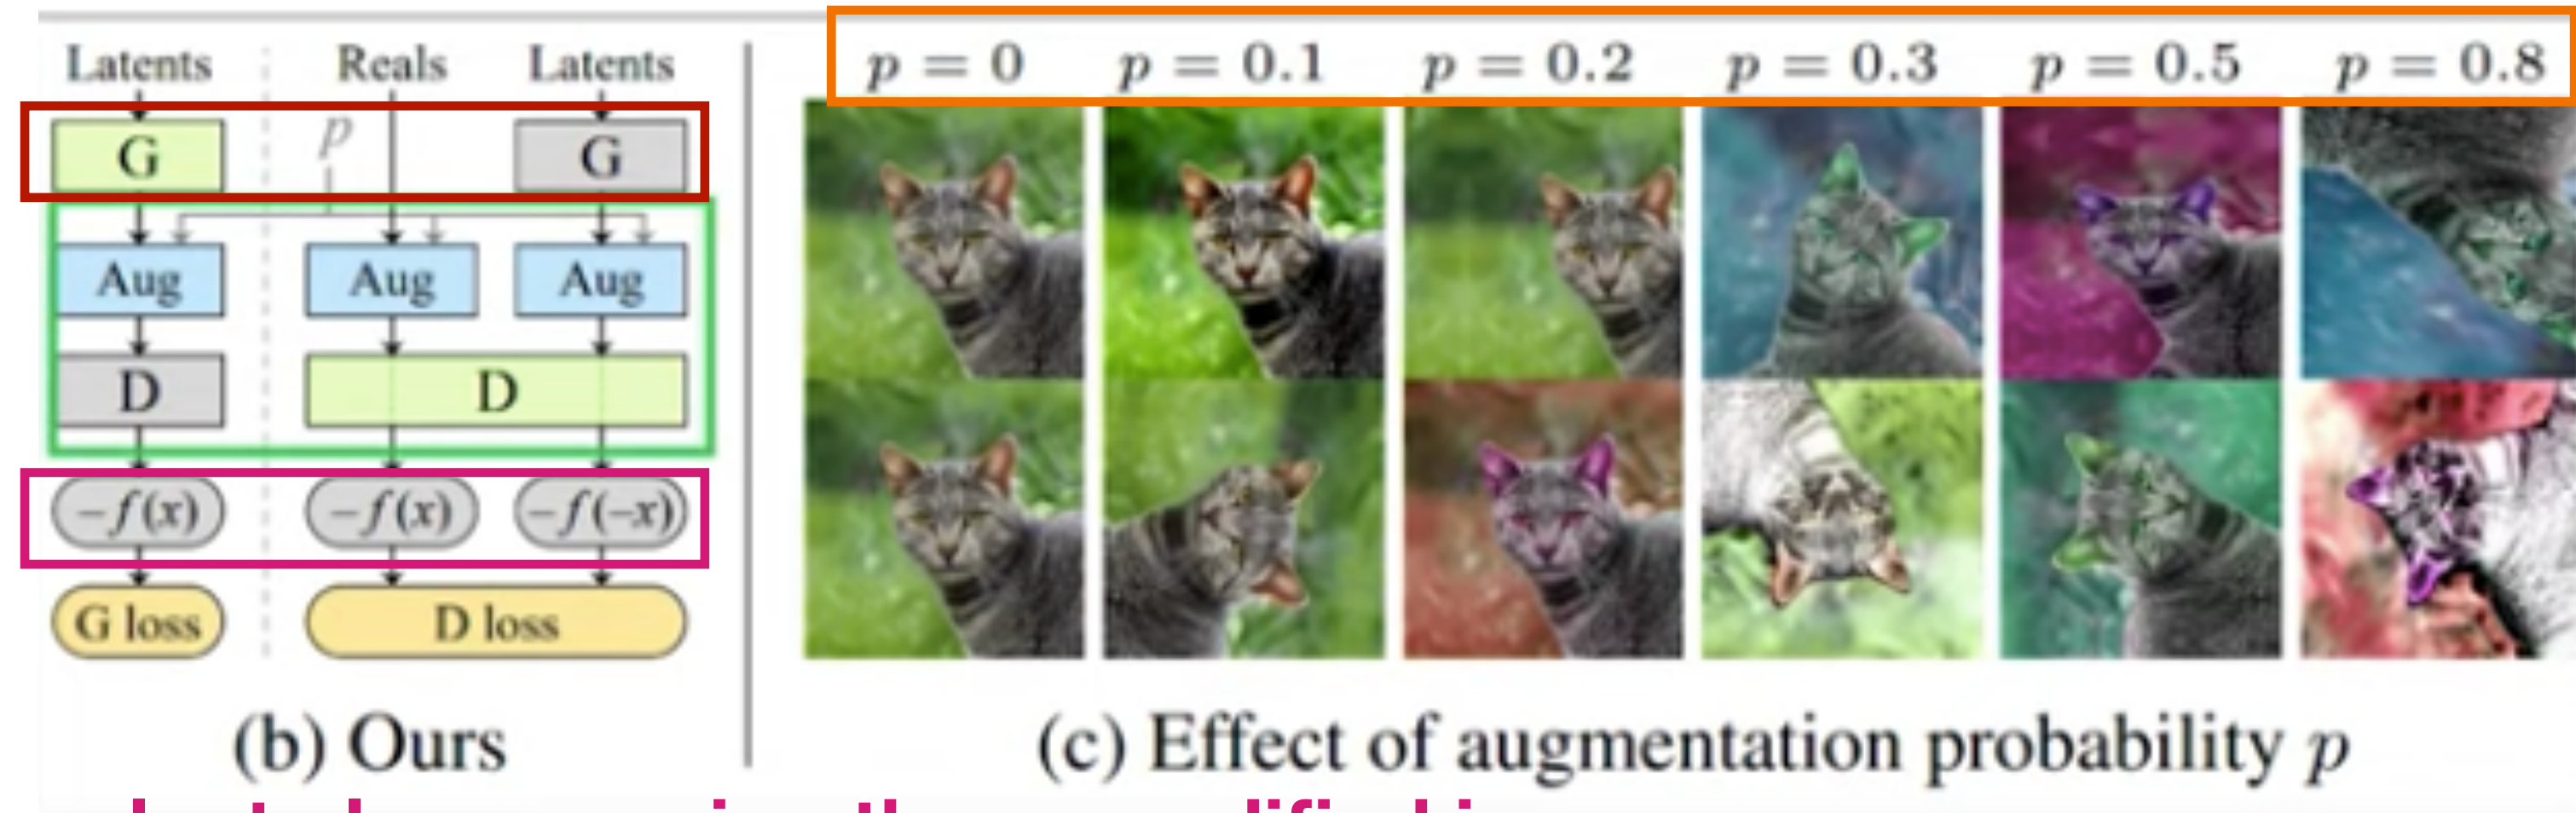 Latents Reals Latents
G p G
Aug Aug Aug
D D
−f(x) −f(x) −f(−x)
G loss D loss
(b) Ours
p = 0 p = 0.1 p = 0.2 p = 0.3 p = 0.5 p = 0.8
(c) Effect of augmentation probability p